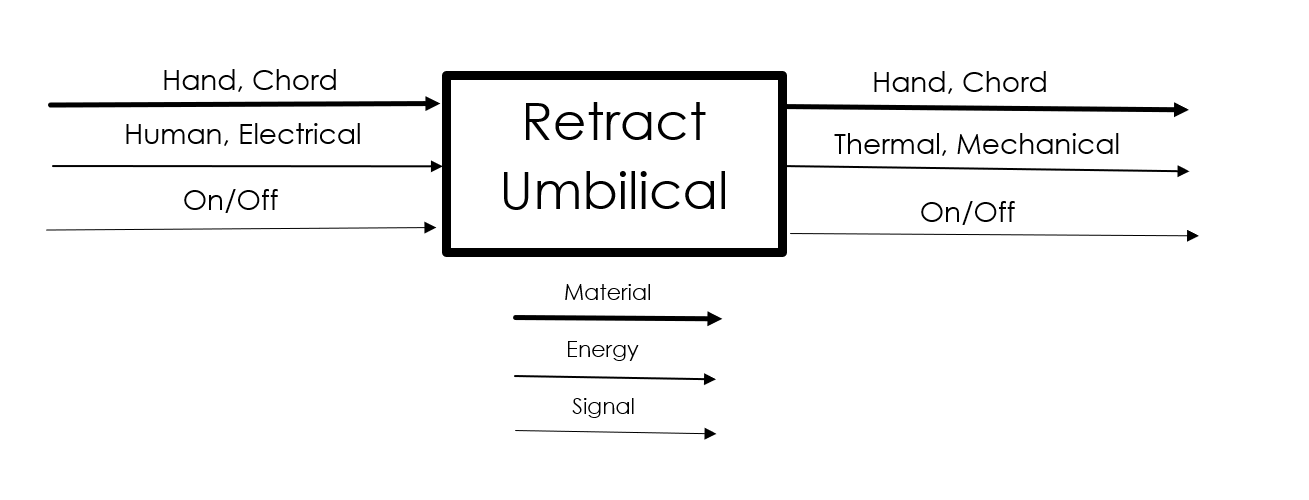 Hand, Chord
Human, Electrical
On/Off
Retract
Umbilical
Hand, Chord
Thermal, Mechanical
On/Off
Material
Energy
Signal